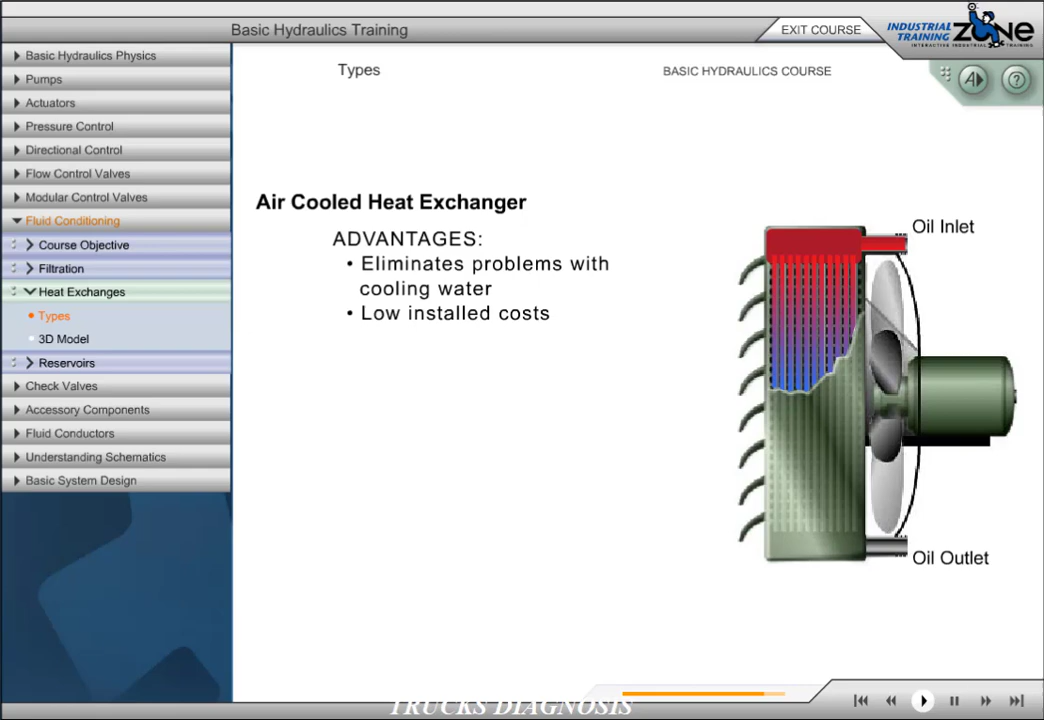 Basic Hydraulics Training
EXIT COURSE
INDUSTRIAL
TRAINING
ZONE
INTERACTIVE INDUSTRIAL TRAINING
Basic Hydraulics Physics
Pumps
Actuators
Pressure Control
Directional Control
Flow Control Valves
Modular Control Valves
Fluid Conditioning
Course Objective
Filtration
Heat Exchanges
Types
3D Model
Reservoirs
Check Valves
Accessory Components
Fluid Conductors
Understanding Schematics
Basic System Design
Types
BASIC HYDRAULICS COURSE
A
?
Air Cooled Heat Exchanger
ADVANTAGES:
• Eliminates problems with
cooling water
• Low installed costs
Oil Inlet
Oil Outlet
TRUCKS DIAGNOSIS